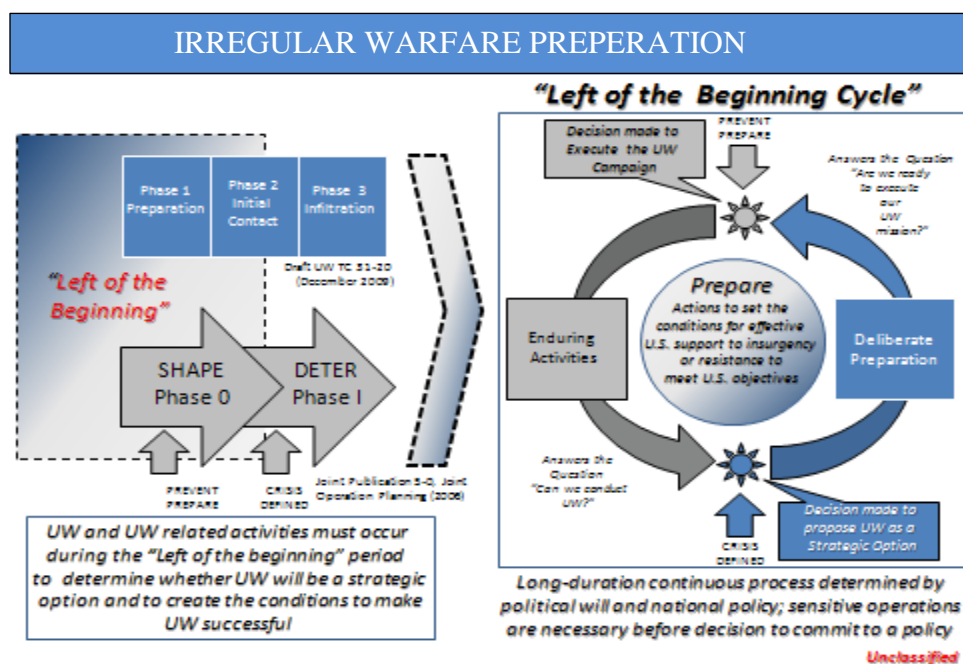 IRREGULAR WARFARE PREPERATION
"Left of the
Beginning"
Phase 1
Preparation
Phase 2
Initial
Contact
Phase 3
Infiltration
Draft UW TC 31-20
(December 2009)
SHAPE
Phase 0
DETER
Phase I
PREVENT
PREPARE
CRISIS
DEFINED
Joint Publication 5-0, Joint
Operation Planning (2006)
UW and UW related activities must occur
during the "Left of the beginning" period
to determine whether UW will be a strategic
option and to create the conditions to make
UW successful
"Left of the Beginning Cycle"
Decision made to
Execute the UW
Campaign
PREVENT
PREPARE
Answers the Question
"Are we ready
to execute
our
UW
mission?"
Enduring
Activities
Prepare
Actions to set the
conditions for effective
U.S. support to insurgency
or resistance to
meet U.S. objectives
Deliberate
Preparation
Answers the
Question
"Can we conduct
UW?"
CRISIS
DEFINED
Decision made to
propose UW as a
Strategic Option
Long-duration continuous process determined by
political will and national policy; sensitive operations
are necessary before decision to commit to a policy
Unclassified